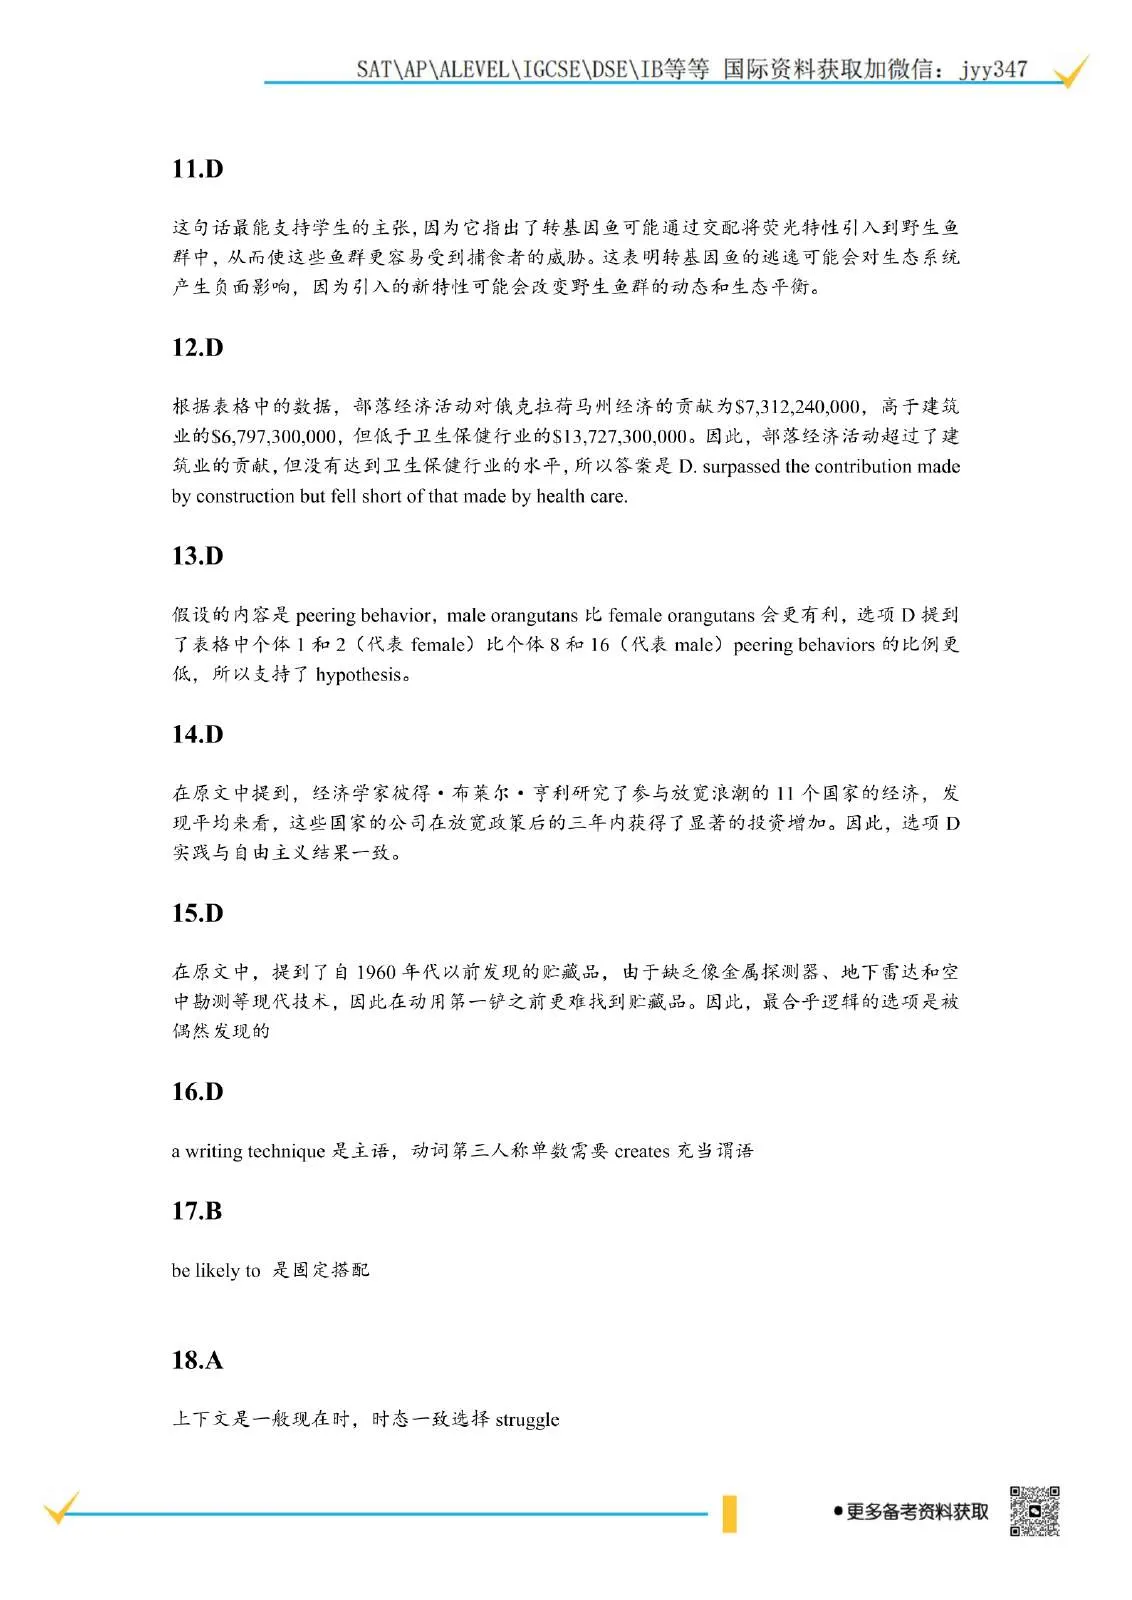 SAT\AP\ALEVEL\IGCSE\DSE\IB等等 国际资料获取加微信：jyy347
11.D
这句话最能支持学生的主张，因为它指出了转基因鱼可能通过交配将荧光特性引入到野生鱼
群中，从而使这些鱼群更容易受到捕食者的威胁。这表明转基因鱼的逃逸可能会对生态系统
产生负面影响，因为引入的新特性可能会改变野生鱼群的动态和生态平衡。
12.D
根据表格中的数据，部落经济活动对俄克拉荷马州经济的贡献为$7,312,240,000，高于建筑
业的$6,797,300,000，但低于卫生保健行业的$13,727,300,000。因此，部落经济活动超过了建
筑业的贡献，但没有达到卫生保健行业的水平，所以答案是 D. surpassed the contribution made
by construction but fell short of that made by health care.
13.D
假设的内容是 peering behavior，male orangutans 比 female orangutans 会更有利，选项 D 提到
了表格中个体 1 和 2（代表 female）比个体 8 和 16（代表 male）peering behaviors 的比例更
低，所以支持了 hypothesis。
14.D
在原文中提到，经济学家彼得·布莱尔·亨利研究了参与放宽浪潮的 11 个国家的经济，发
现平均来看，这些国家的公司在放宽政策后的三年内获得了显著的投资增加。因此，选项 D
实践与自由主义结果一致。
15.D
在原文中，提到了自 1960 年代以前发现的贮藏品，由于缺乏像金属探测器、地下雷达和空
中勘测等现代技术，因此在动用第一铲之前更难找到贮藏品。因此，最合乎逻辑的选项是被
偶然发现的
16.D
a writing technique 是主语，动词第三人称单数需要 creates 充当谓语
17.B
be likely to 是固定搭配
18.A
上下文是一般现在时，时态一致选择 struggle
•更多备考资料获取